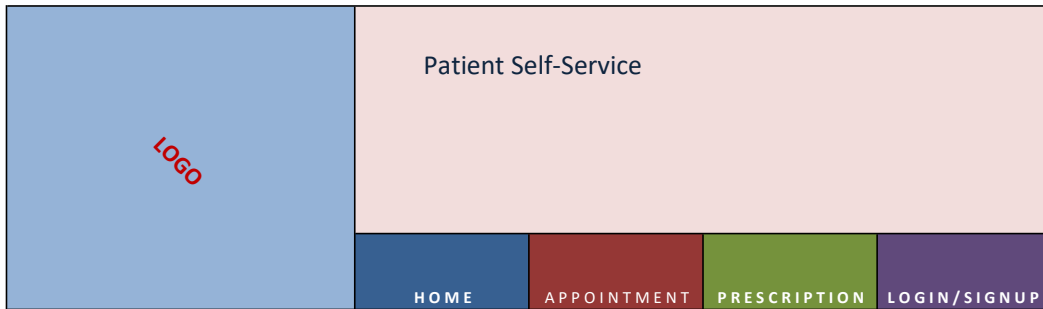 LOGO
Patient Self-Service
HOME APPOINTMENT PRESCRIPTION LOGIN/SIGNUP